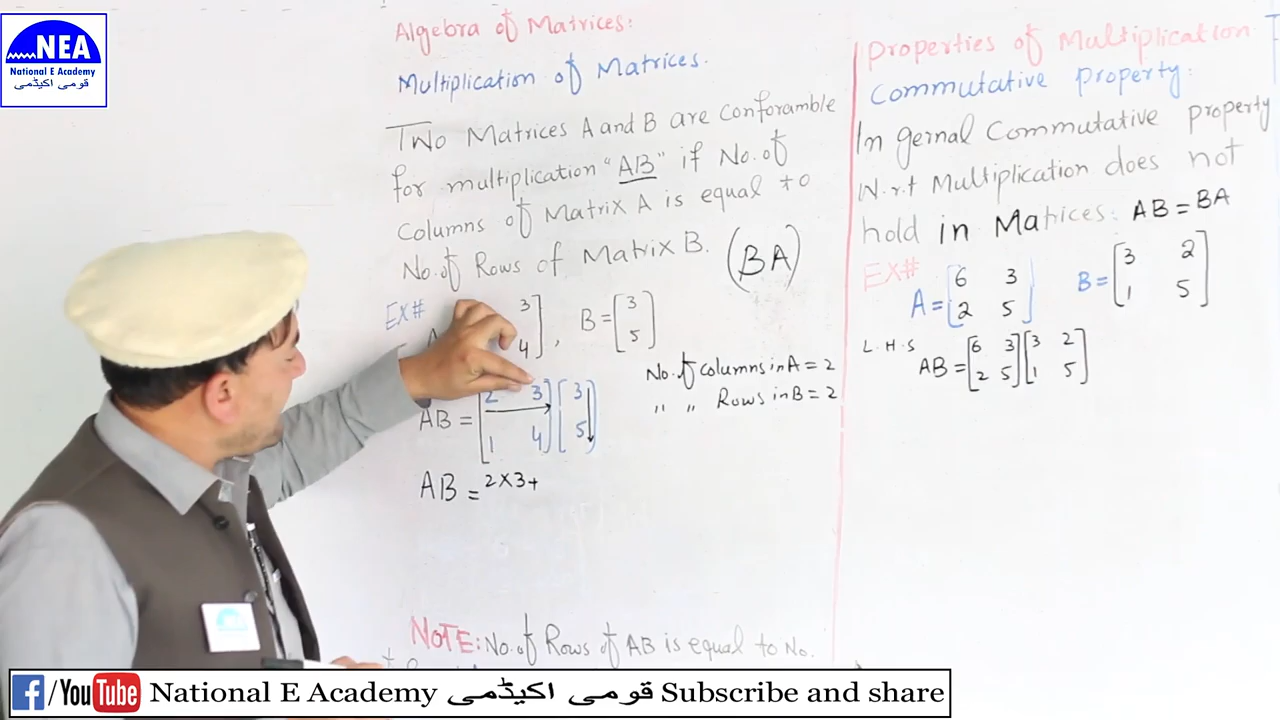 NEA
National E Academy
قومی اکیڈمی
Algebra of Matrices:
Multiplication of Matrices.
Two Matrices A and B are conforamble
for multiplication "AB" if No. of
Columns of Matrix A is equal to
No. of Rows of Matrix B. (BA)
EX#
3
4 , B = [3
5]
No. of columns in A = 2
" " Rows in B = 2
AB = [2 3
1 4] [3
5]
AB = 2×3+
NOTE: No. of Rows of AB is equal to No.
Properties of Multiplication
Commutative property:
In gernal Commutative property
W.r.t Multiplication does not
hold in Matrices: AB = BA
EX#
A = [6 3
2 5] B = [3 2
1 5]
L.H.S
AB = [6 3
2 5] [3 2
1 5]
f/YouTube National E Academy قومی اکیڈمی Subscribe and share